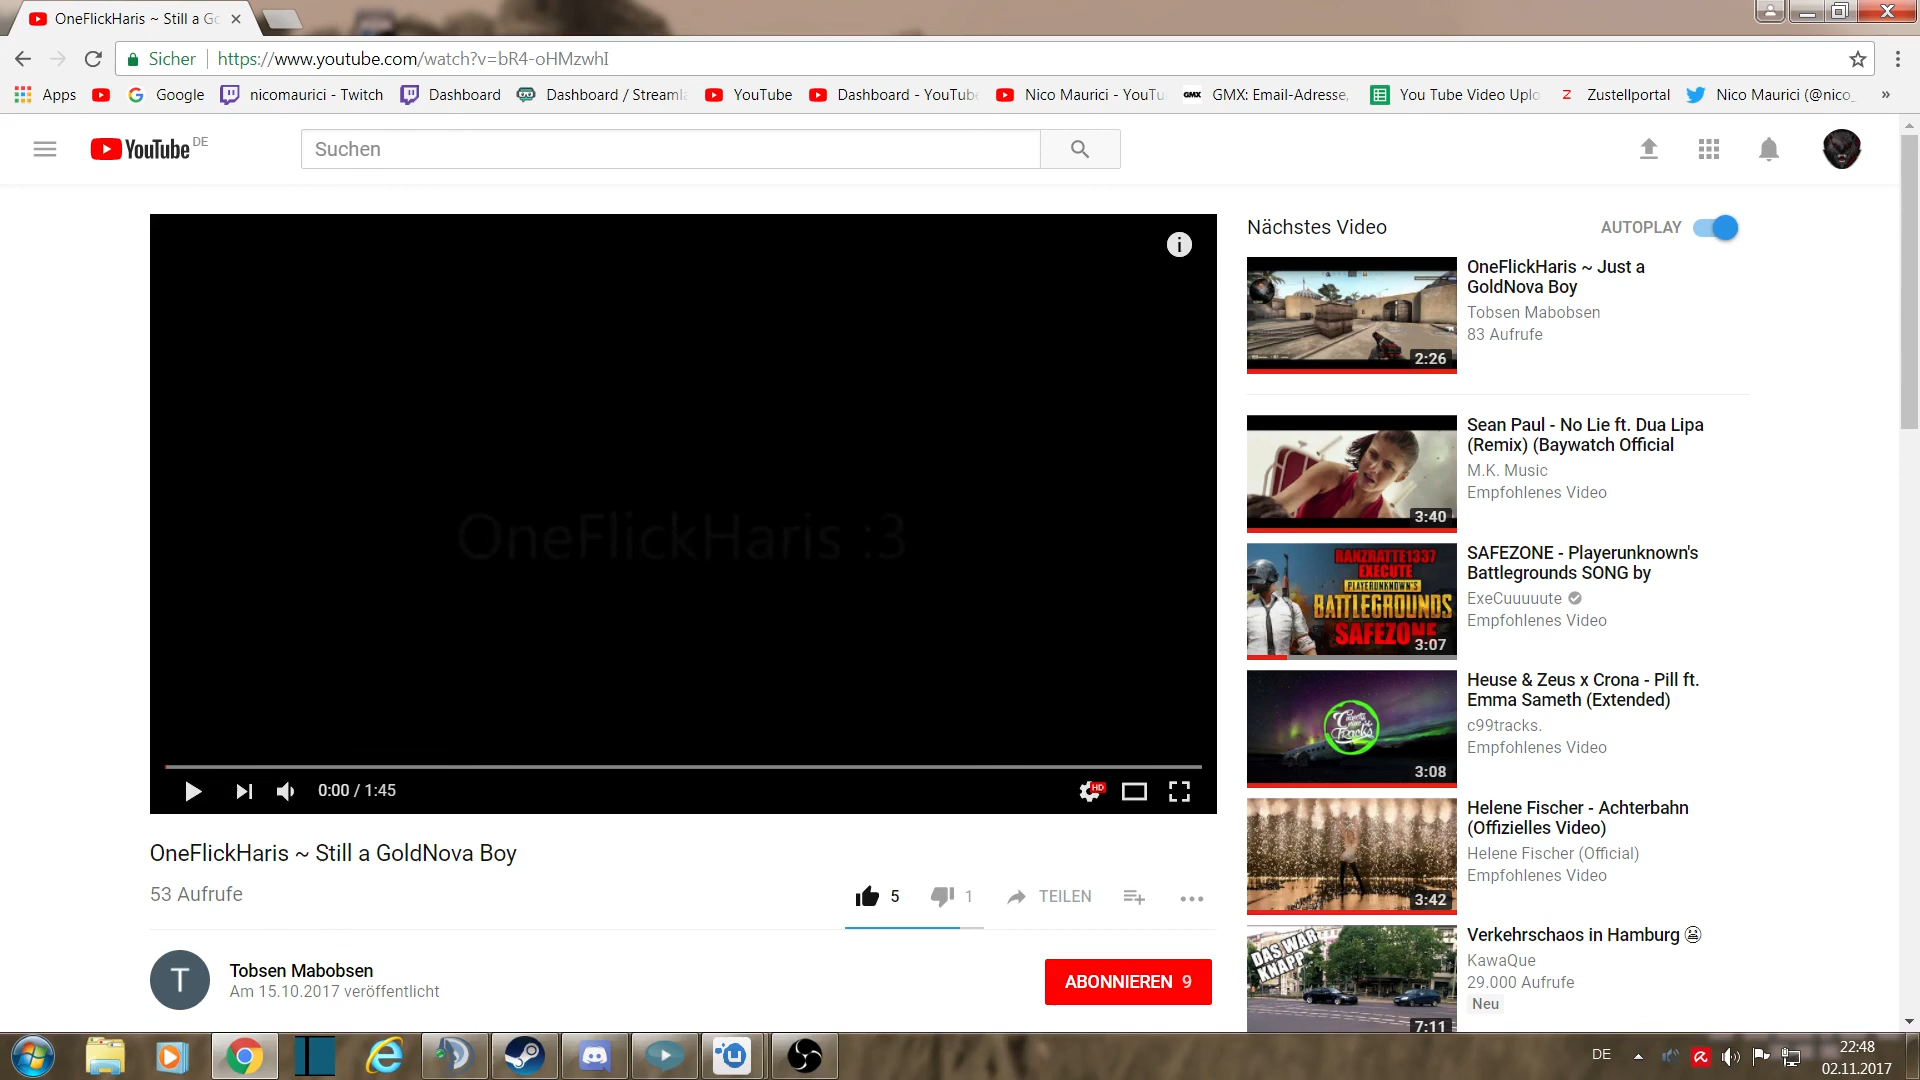 OneFlickHaris ~ Still a Go
Sicher
https://www.youtube.com/watch?v=bR4-oHMzwhI
Apps
Google
nicomaurici - Twitch
Dashboard
Dashboard / Streamla
YouTube
Dashboard - YouTube
Nico Maurici - YouTu
GMX
GMX: Email-Adresse,
You Tube Video Uplo
Z
Zustellportal
Nico Maurici (@nico_
»
YouTube DE
Suchen
OneFlickHaris :3
0:00 / 1:45
HD
OneFlickHaris ~ Still a GoldNova Boy
53 Aufrufe
5
1
TEILEN
T
Tobsen Mabobsen
Am 15.10.2017 veröffentlicht
ABONNIEREN 9
Nächstes Video
AUTOPLAY
2:26
OneFlickHaris ~ Just a
GoldNova Boy
Tobsen Mabobsen
83 Aufrufe
3:40
Sean Paul - No Lie ft. Dua Lipa
(Remix) (Baywatch Official
M.K. Music
Empfohlenes Video
RANZRATTE1337
EXECUTE
PLAYERUNKNOWN'S
BATTLEGROUNDS
SAFEZONE
3:07
SAFEZONE - Playerunknown's
Battlegrounds SONG by
ExeCuuuuute
Empfohlenes Video
Tracks
3:08
Heuse & Zeus x Crona - Pill ft.
Emma Sameth (Extended)
c99tracks.
Empfohlenes Video
3:42
Helene Fischer - Achterbahn
(Offizielles Video)
Helene Fischer (Official)
Empfohlenes Video
DAS WAR
KNAPP
7:11
Verkehrschaos in Hamburg 😬
KawaQue
29.000 Aufrufe
Neu
DE
22:48
02.11.2017